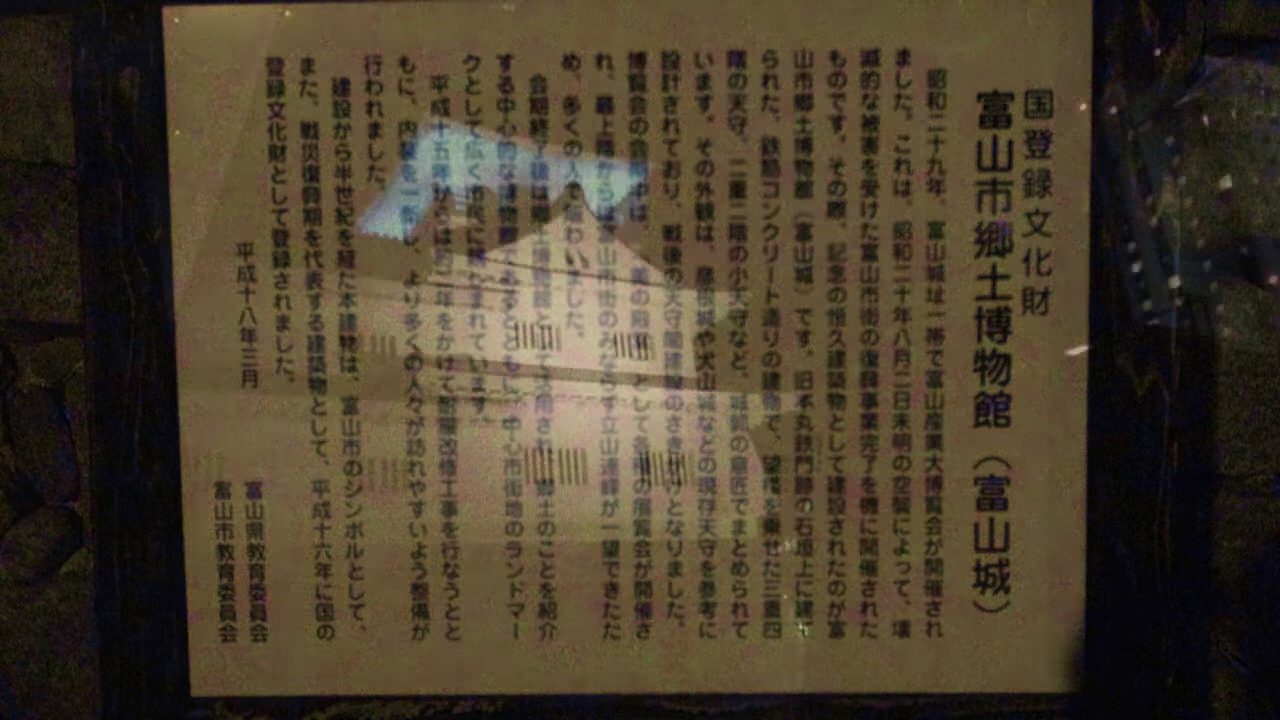 国登録文化財
富山市郷土博物館（富山城）
昭和二十九年、富山城址一帯で富山産業大博覧会が開催され
ました。これは、昭和二十年八月二日未明の空襲によって、壊
滅的な被害を受けた富山市街の復興事業完了を機に開催された
ものです。その際、記念の恒久建築物として建設されたのが富
山市郷土博物館（富山城）です。旧本丸鉄門跡の石垣上に建て
られた、鉄筋コンクリート造りの建物で、望楼を乗せた三重四
階の天守、二重二階の小天守など、城郭の意匠でまとめられて
います。その外観は、彦根城や犬山城などの現存天守を参考に
設計されており、戦後の天守閣建設のさきがけとなりました。
博覧会の会期中は、「美の殿堂」として各種の展覧会が開催さ
れ、最上階からは富山市街のみならず立山連峰が一望できたた
め、多くの人で賑わいました。
会期終了後は郷土博物館として活用され、郷土のことを紹介
する中心的な博物館であるとともに、中心市街地のランドマー
クとして広く市民に親しまれています。
平成十五年からは約二年をかけて耐震改修工事を行なうとと
もに、内装を一新し、より多くの人々が訪れやすいよう整備が
行われました。
建設から半世紀を経た本建物は、富山市のシンボルとして、
また、戦災復興期を代表する建築物として、平成十六年に国の
登録文化財として登録されました。
平成十八年三月
富山県教育委員会
富山市教育委員会